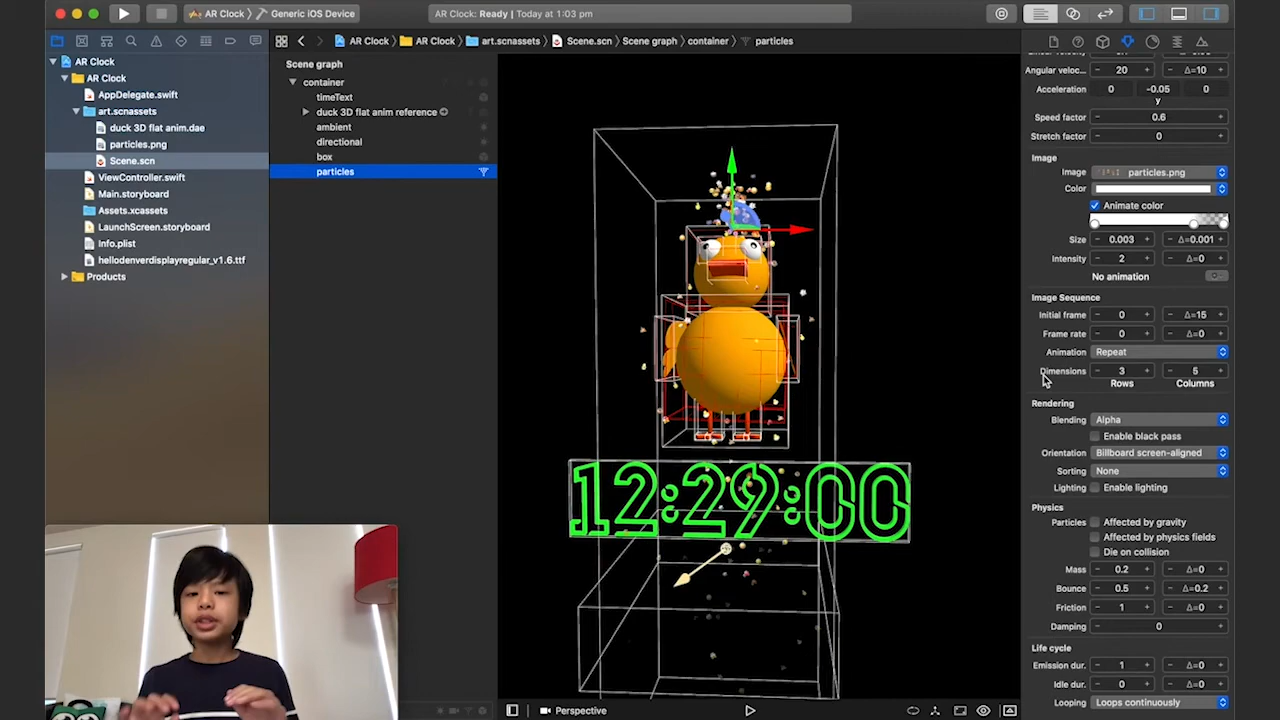 AR Clock Generic iOS Device
AR Clock: Ready | Today at 1:03 pm
AR Clock AR Clock art.scnassets Scene.scn Scene graph container particles
AR Clock
AR Clock
AppDelegate.swift
art.scnassets
duck 3D flat anim.dae
particles.png
Scene.scn
ViewController.swift
Main.storyboard
Assets.xcassets
LaunchScreen.storyboard
Info.plist
hellodenverdisplayregular_v1.6.ttf
Products
Scene graph
container
timeText
duck 3D flat anim reference
ambient
directional
box
particles
12:29:00
Perspective
Angular veloc... 20 Δ=10
Acceleration 0 -0.05 0
y
Speed factor 0.6
Stretch factor 0
Image
Image particles.png
Color
Animate color
Size 0.003 Δ=0.001
Intensity 2 Δ=0
No animation
Image Sequence
Initial frame 0 Δ=15
Frame rate 0 Δ=0
Animation Repeat
Dimensions 3 5
Rows Columns
Rendering
Blending Alpha
Enable black pass
Orientation Billboard screen-aligned
Sorting None
Lighting Enable lighting
Physics
Particles Affected by gravity
Affected by physics fields
Die on collision
Mass 0.2 Δ=0
Bounce 0.5 Δ=0.2
Friction 1 Δ=0
Damping 0
Life cycle
Emission dur. 1 Δ=0
Idle dur. 0 Δ=0
Looping Loops continuously